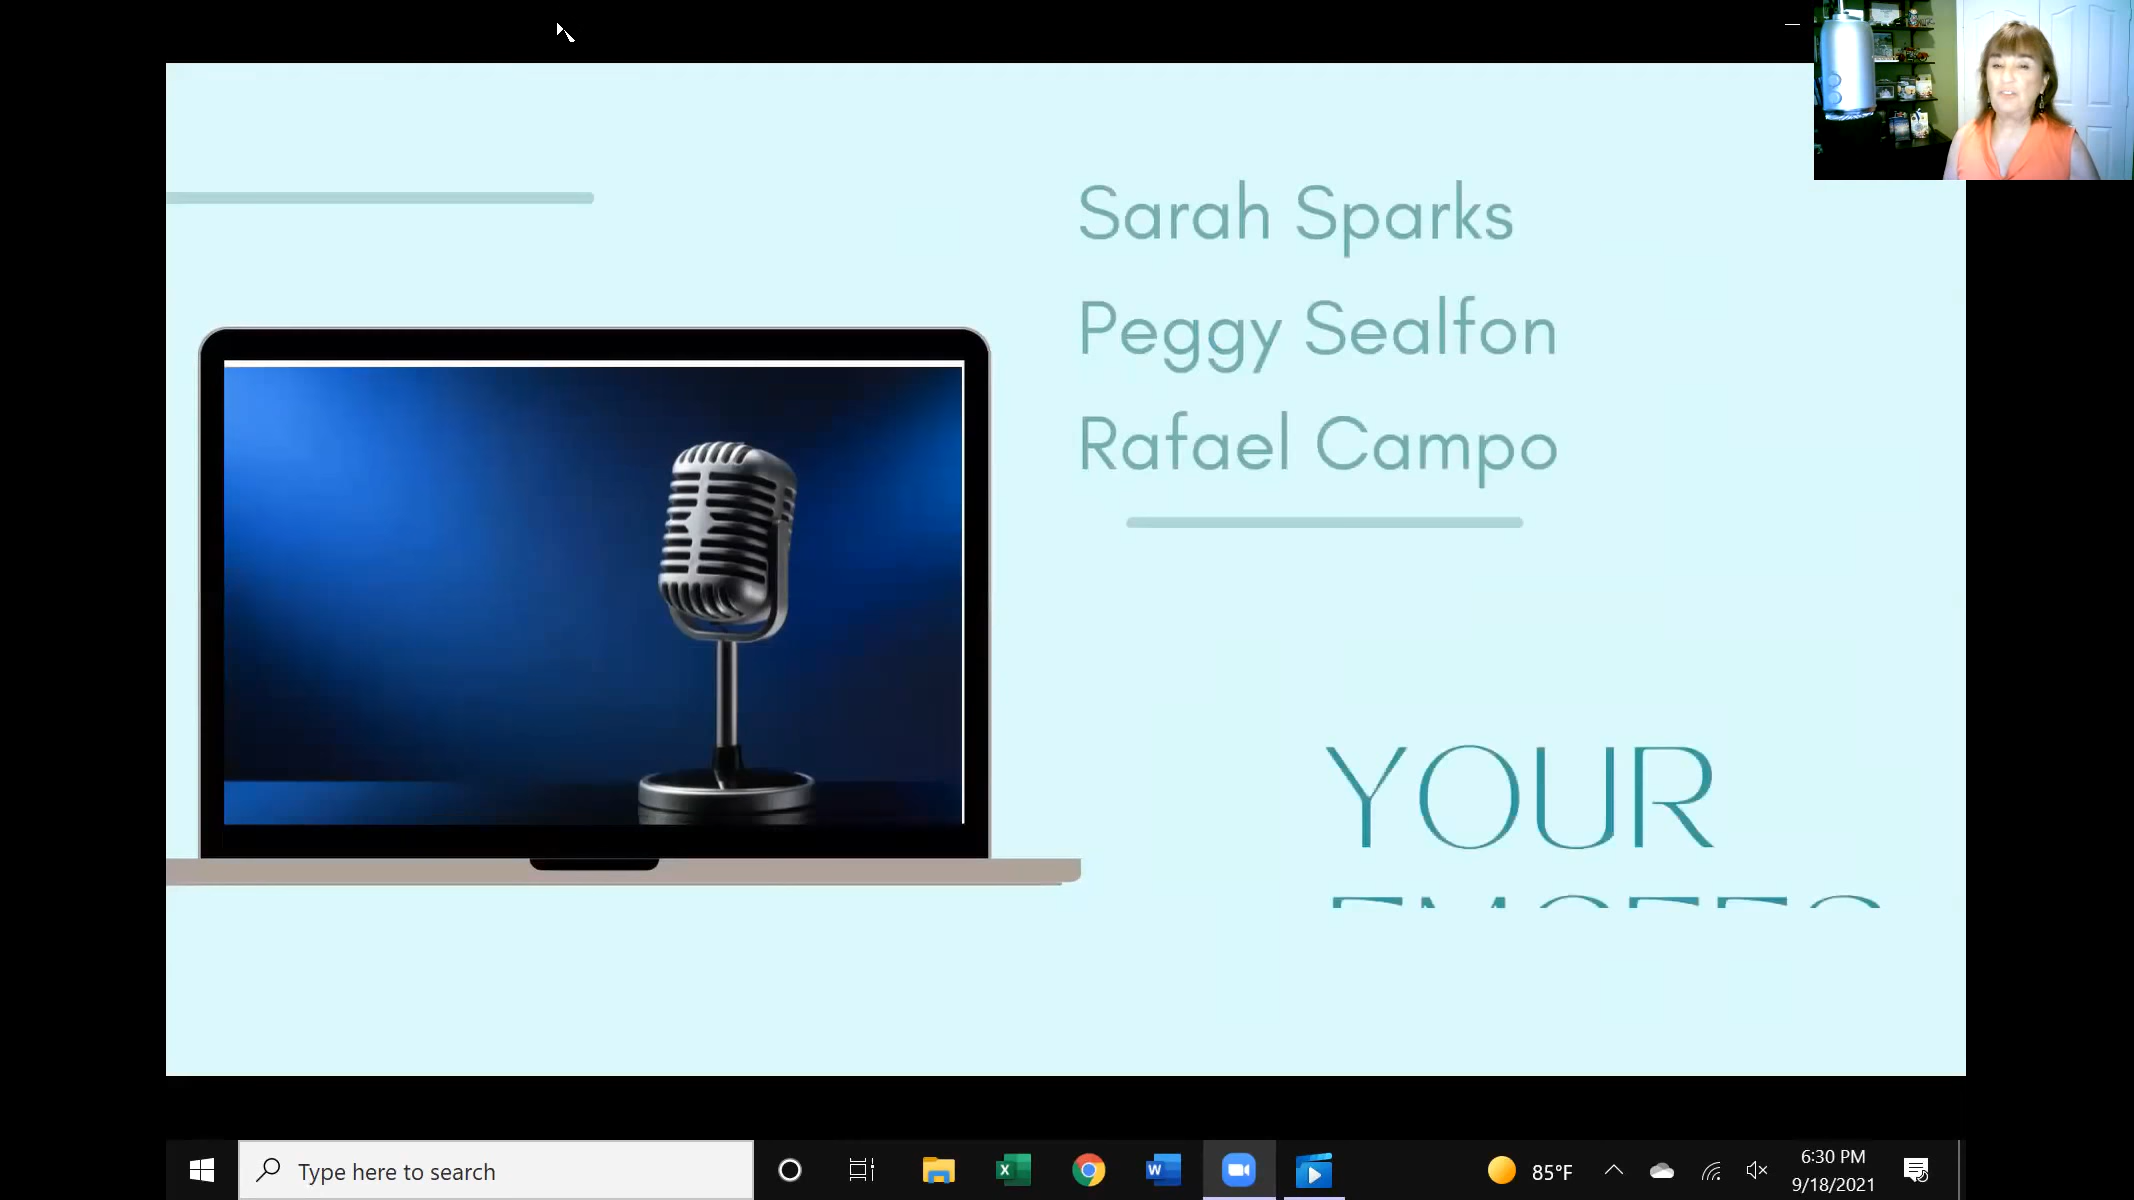 Sarah Sparks
Peggy Sealfon
Rafael Campo
YOUR
Type here to search
85°F
6:30 PM
9/18/2021